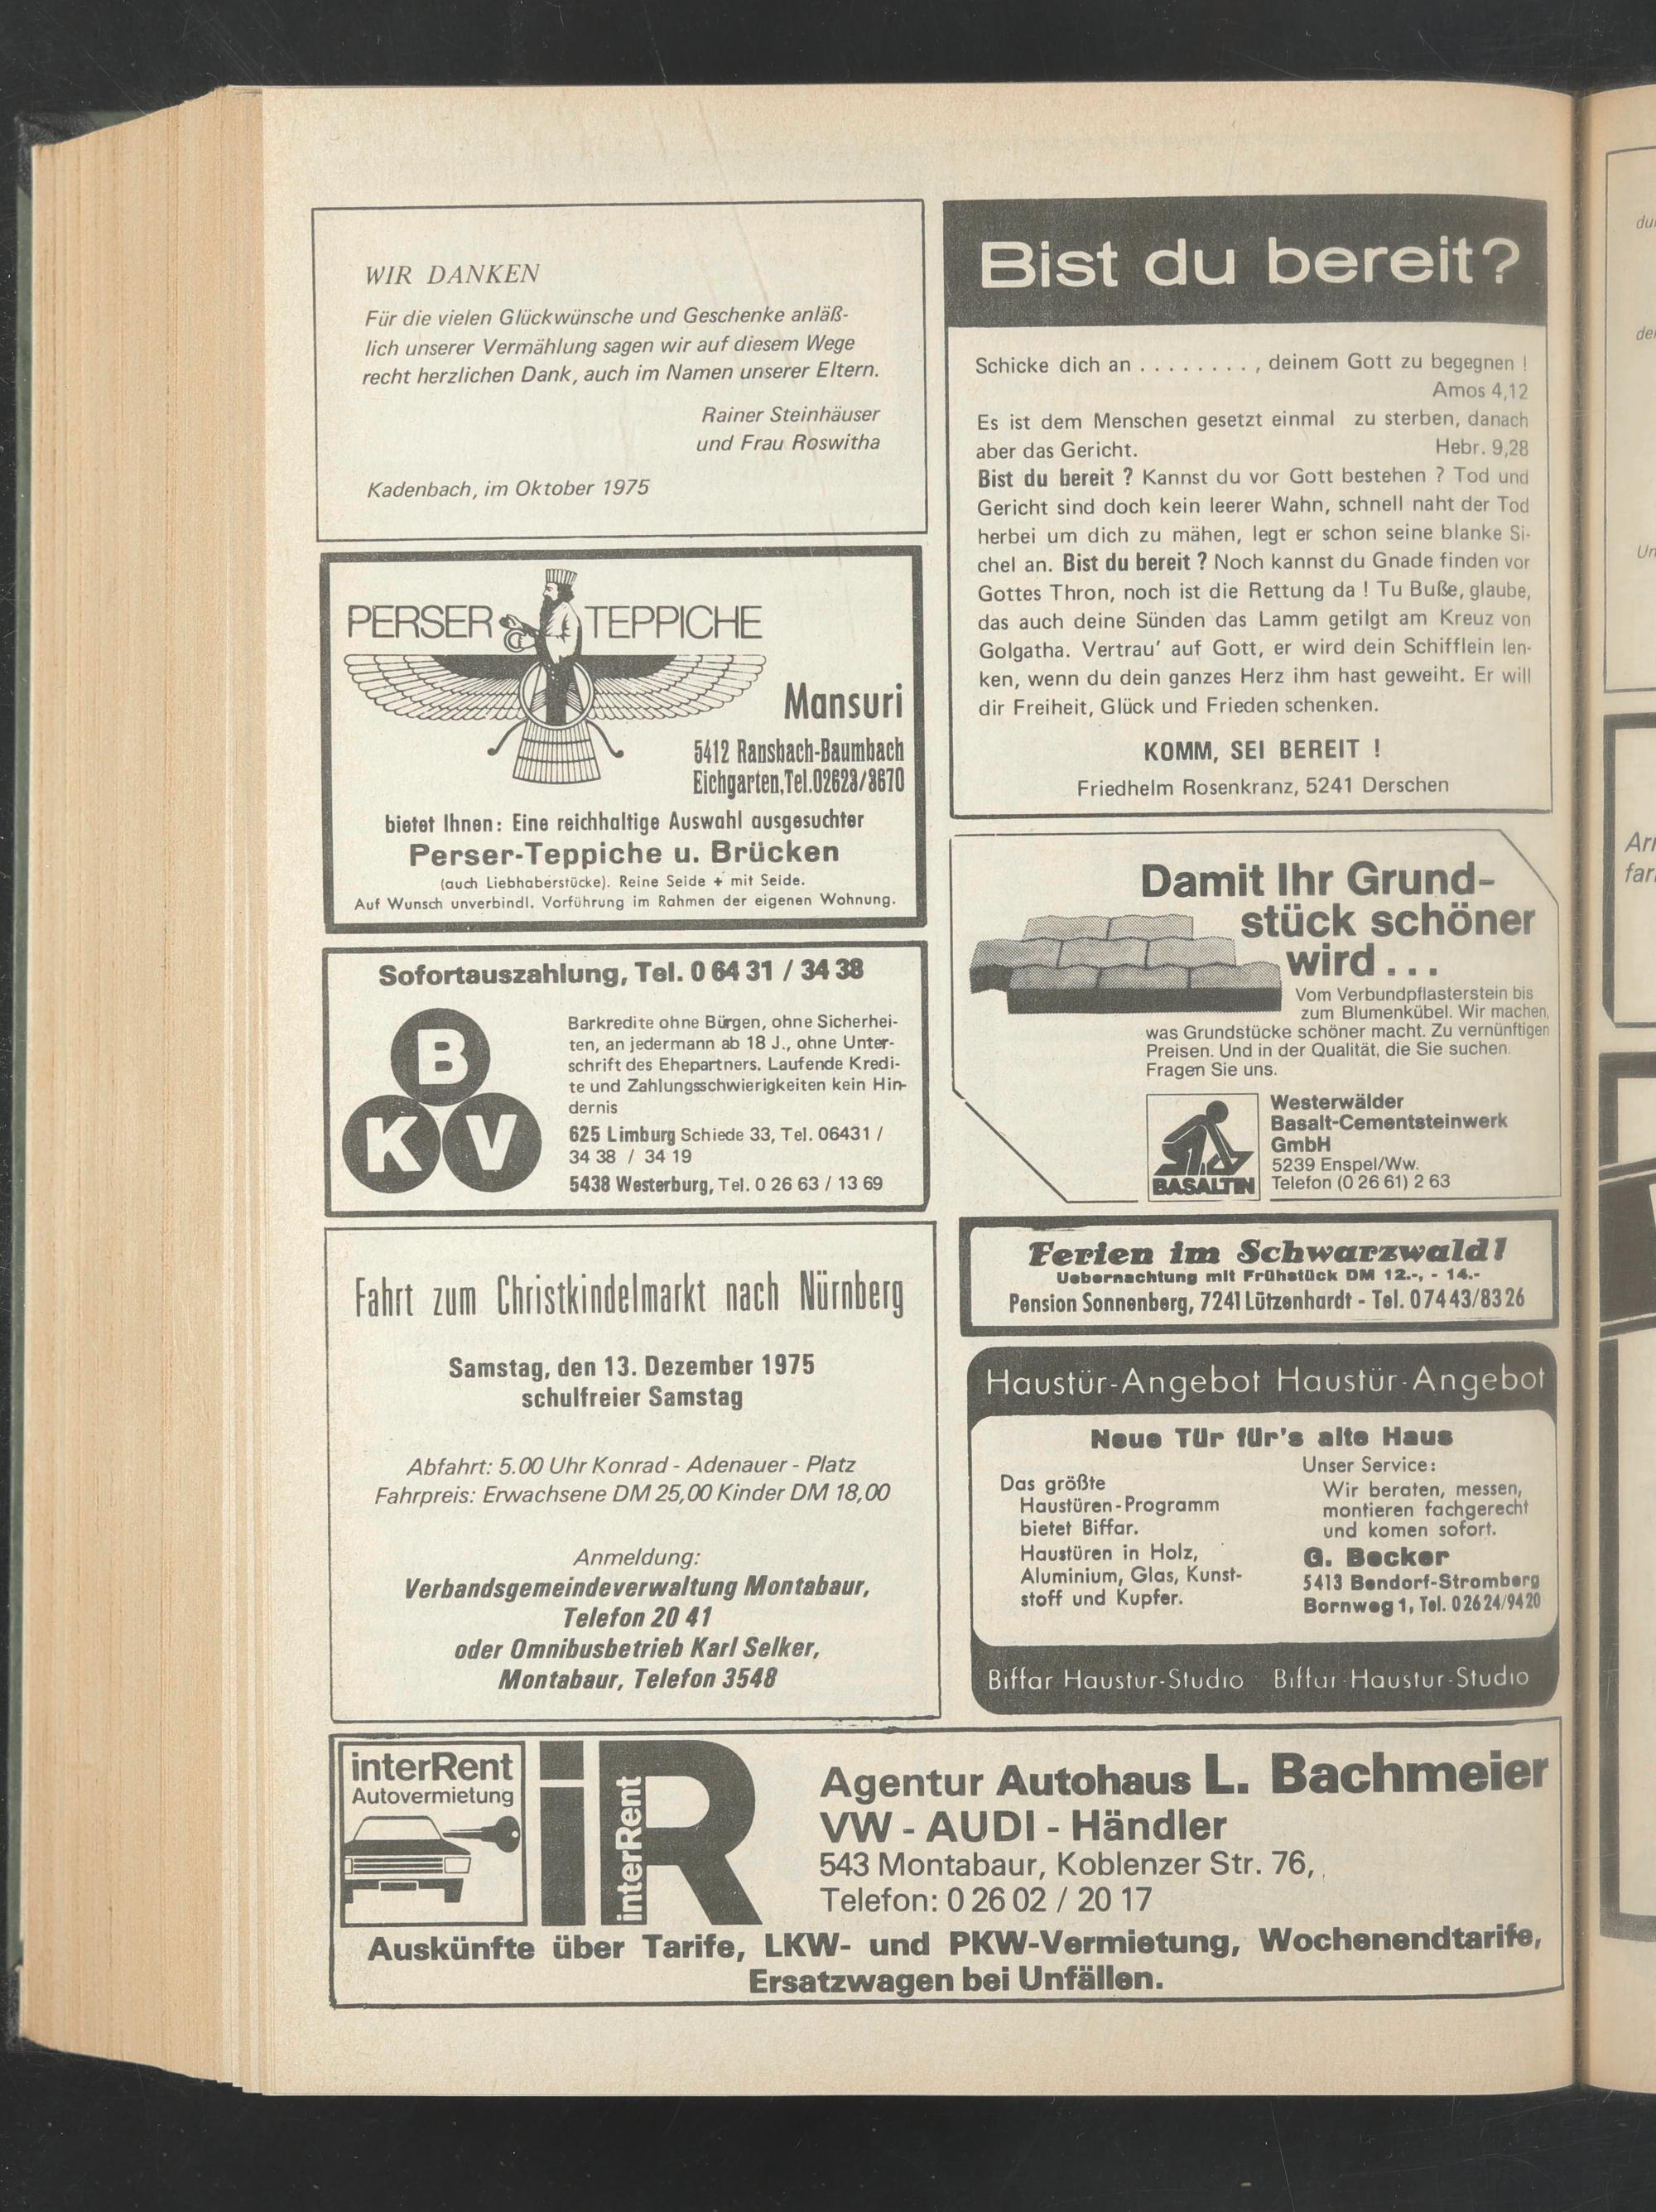 WIR DANKEN
Für die vielen Glückwünsche und Geschenke anläß-
lich unserer Vermählung sagen wir auf diesem Wege
recht herzlichen Dank, auch im Namen unserer Eltern.
Rainer Steinhäuser
und Frau Roswitha
Kadenbach, im Oktober 1975
PERSER TEPPICHE
Mansuri
5412 Ransbach-Baumbach
Eichgarten, Tel. 02623/3670
bietet Ihnen: Eine reichhaltige Auswahl ausgesuchter
Perser-Teppiche u. Brücken
(auch Liebhaberstücke). Reine Seide + mit Seide.
Auf Wunsch unverbindl. Vorführung im Rahmen der eigenen Wohnung.
Sofortauszahlung, Tel. 0 64 31 / 34 38
B
K V
Barkredite ohne Bürgen, ohne Sicherhei-
ten, an jedermann ab 18 J., ohne Unter-
schrift des Ehepartners. Laufende Kredi-
te und Zahlungsschwierigkeiten kein Hin-
dernis
625 Limburg Schiede 33, Tel. 06431 /
34 38 / 34 19
5438 Westerburg, Tel. 0 26 63 / 13 69
Fahrt zum Christkindelmarkt nach Nürnberg
Samstag, den 13. Dezember 1975
schulfreier Samstag
Abfahrt: 5.00 Uhr Konrad - Adenauer - Platz
Fahrpreis: Erwachsene DM 25,00 Kinder DM 18,00
Anmeldung:
Verbandsgemeindeverwaltung Montabaur,
Telefon 20 41
oder Omnibusbetrieb Karl Selker,
Montabaur, Telefon 3548
Bist du bereit?
Schicke dich an . . . . . . . . . , deinem Gott zu begegnen !
Amos 4,12
Es ist dem Menschen gesetzt einmal zu sterben, danach
aber das Gericht. Hebr. 9,28
Bist du bereit ? Kannst du vor Gott bestehen ? Tod und
Gericht sind doch kein leerer Wahn, schnell naht der Tod
herbei um dich zu mähen, legt er schon seine blanke Si-
chel an. Bist du bereit ? Noch kannst du Gnade finden vor
Gottes Thron, noch ist die Rettung da ! Tu Buße, glaube,
das auch deine Sünden das Lamm getilgt am Kreuz von
Golgatha. Vertrau' auf Gott, er wird dein Schifflein len-
ken, wenn du dein ganzes Herz ihm hast geweiht. Er will
dir Freiheit, Glück und Frieden schenken.
KOMM, SEI BEREIT !
Friedhelm Rosenkranz, 5241 Derschen
Damit Ihr Grund-
stück schöner
wird . . .
Vom Verbundpflasterstein bis
zum Blumenkübel. Wir machen,
was Grundstücke schöner macht. Zu vernünftigen
Preisen. Und in der Qualität, die Sie suchen.
Fragen Sie uns.
BASALTIN
Westerwälder
Basalt-Cementsteinwerk
GmbH
5239 Enspel/Ww.
Telefon (0 26 61) 2 63
Ferien im Schwarzwald!
Uebernachtung mit Frühstück DM 12.-, - 14.-
Pension Sonnenberg, 7241 Lützenhardt - Tel. 07443/8326
Haustür-Angebot Haustür-Angebot
Neue Tür für's alte Haus
Das größte
Haustüren-Programm
bietet Biffar.
Haustüren in Holz,
Aluminium, Glas, Kunst-
stoff und Kupfer.
Unser Service:
Wir beraten, messen,
montieren fachgerecht
und komen sofort.
G. Becker
5413 Bendorf-Stromberg
Bornweg 1, Tel. 02624/9420
Biffar Haustur-Studio Biffar-Haustur-Studio
interRent
Autovermietung
iR
interRent
Agentur Autohaus L. Bachmeier
VW - AUDI - Händler
543 Montabaur, Koblenzer Str. 76,
Telefon: 0 26 02 / 20 17
Auskünfte über Tarife, LKW- und PKW-Vermietung, Wochenendtarife,
Ersatzwagen bei Unfällen.